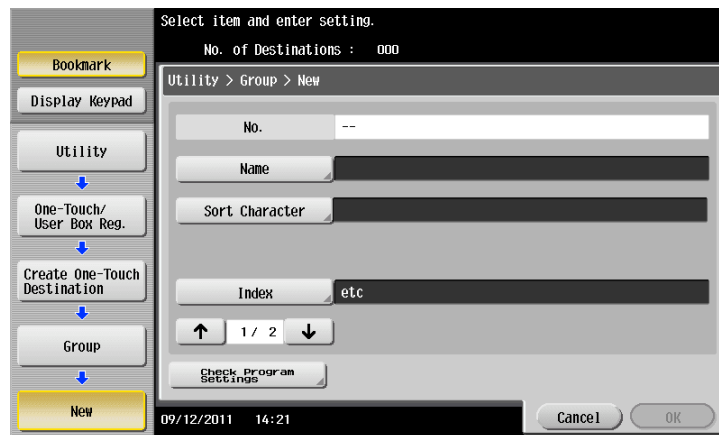 Select item and enter setting.
No. of Destinations : 000
Bookmark
Display Keypad
Utility
One-Touch/
User Box Reg.
Create One-Touch
Destination
Group
New
Utility > Group > New
No. --
Name
Sort Character
Index etc
↑ 1/ 2 ↓
Check Program
Settings
09/12/2011 14:21
Cancel OK